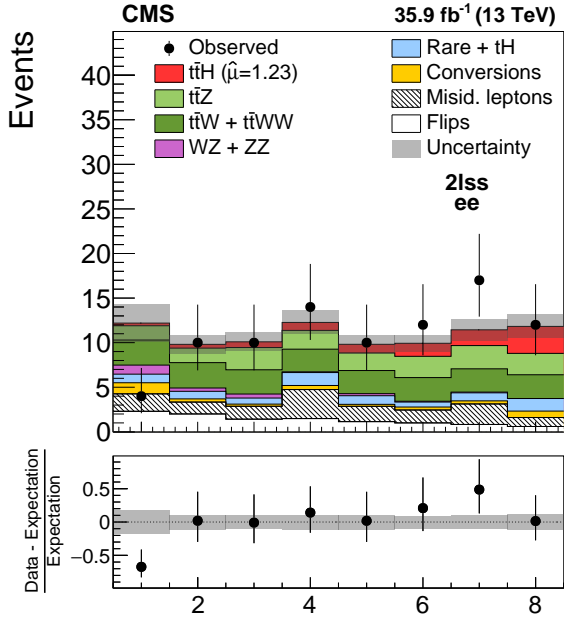 CMS 35.9 fb⁻¹ (13 TeV)
Events
Observed
tt̄H (μ̂=1.23)
tt̄Z
tt̄W + tt̄WW
WZ + ZZ
Rare + tH
Conversions
Misid. leptons
Flips
Uncertainty
2lss
ee
40
35
30
25
20
15
10
5
0
Data - Expectation
Expectation
0.5
0.0
−0.5
2 4 6 8